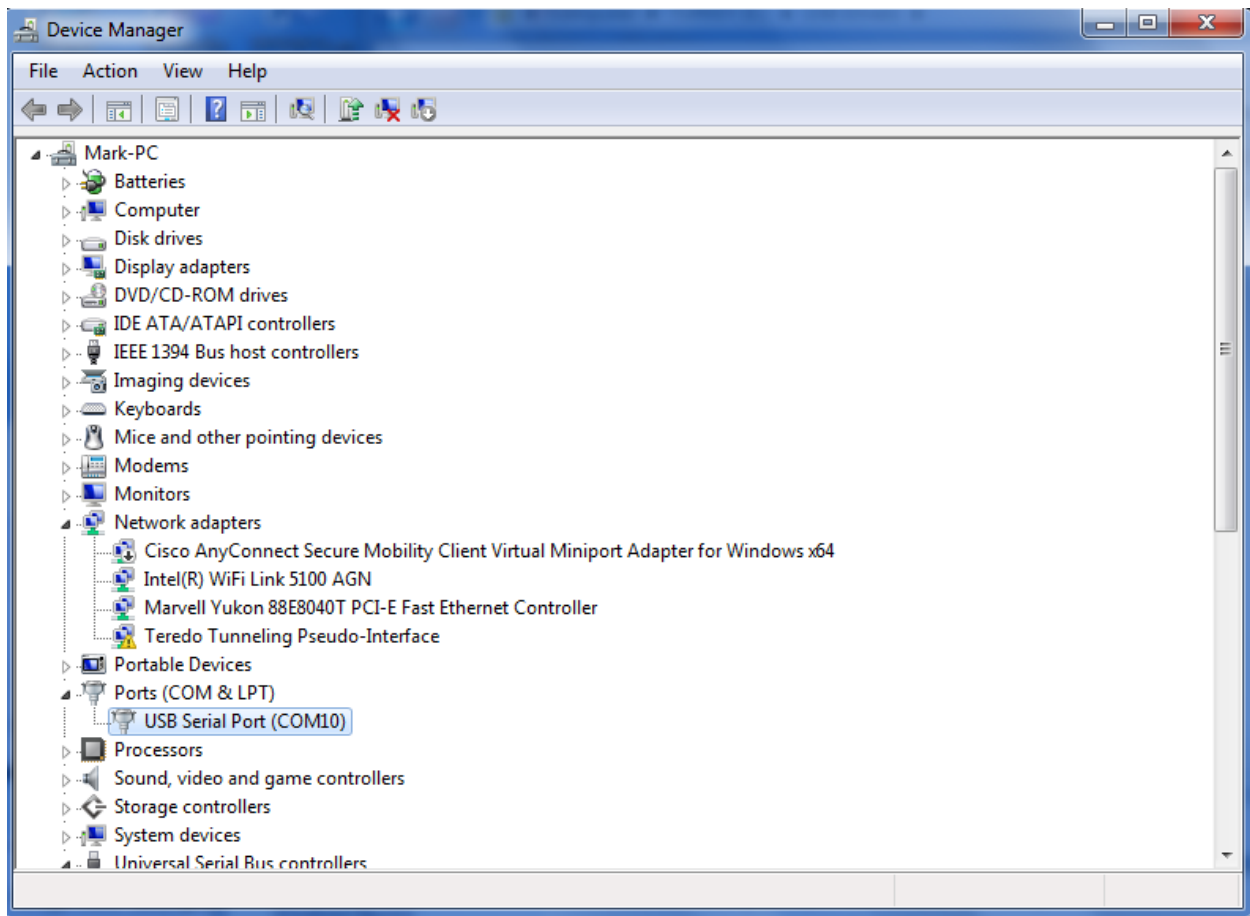 Device Manager
File Action View Help
Mark-PC
Batteries
Computer
Disk drives
Display adapters
DVD/CD-ROM drives
IDE ATA/ATAPI controllers
IEEE 1394 Bus host controllers
Imaging devices
Keyboards
Mice and other pointing devices
Modems
Monitors
Network adapters
Cisco AnyConnect Secure Mobility Client Virtual Miniport Adapter for Windows x64
Intel(R) WiFi Link 5100 AGN
Marvell Yukon 88E8040T PCI-E Fast Ethernet Controller
Teredo Tunneling Pseudo-Interface
Portable Devices
Ports (COM & LPT)
USB Serial Port (COM10)
Processors
Sound, video and game controllers
Storage controllers
System devices
Universal Serial Bus controllers